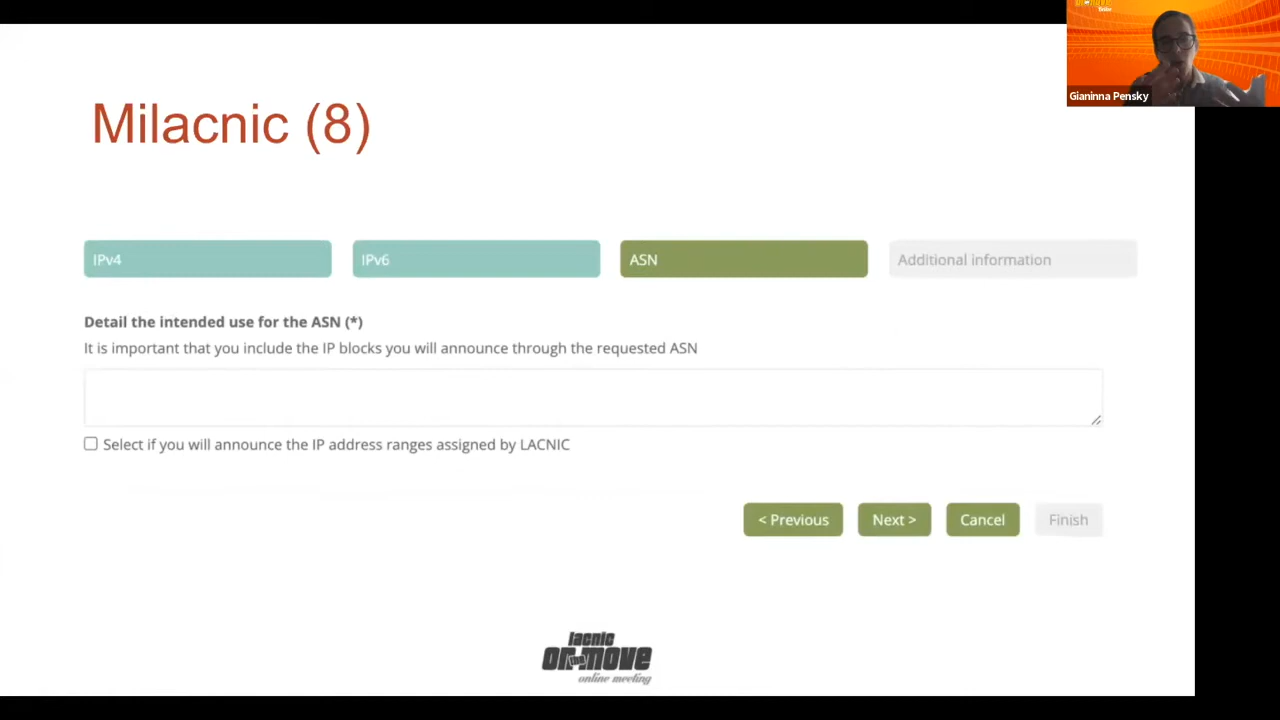 Gianinna Pensky
Milacnic (8)
IPv4
IPv6
ASN
Additional information
Detail the intended use for the ASN (*)
It is important that you include the IP blocks you will announce through the requested ASN
Select if you will announce the IP address ranges assigned by LACNIC
< Previous
Next >
Cancel
Finish
lacnic
on move
online meeting